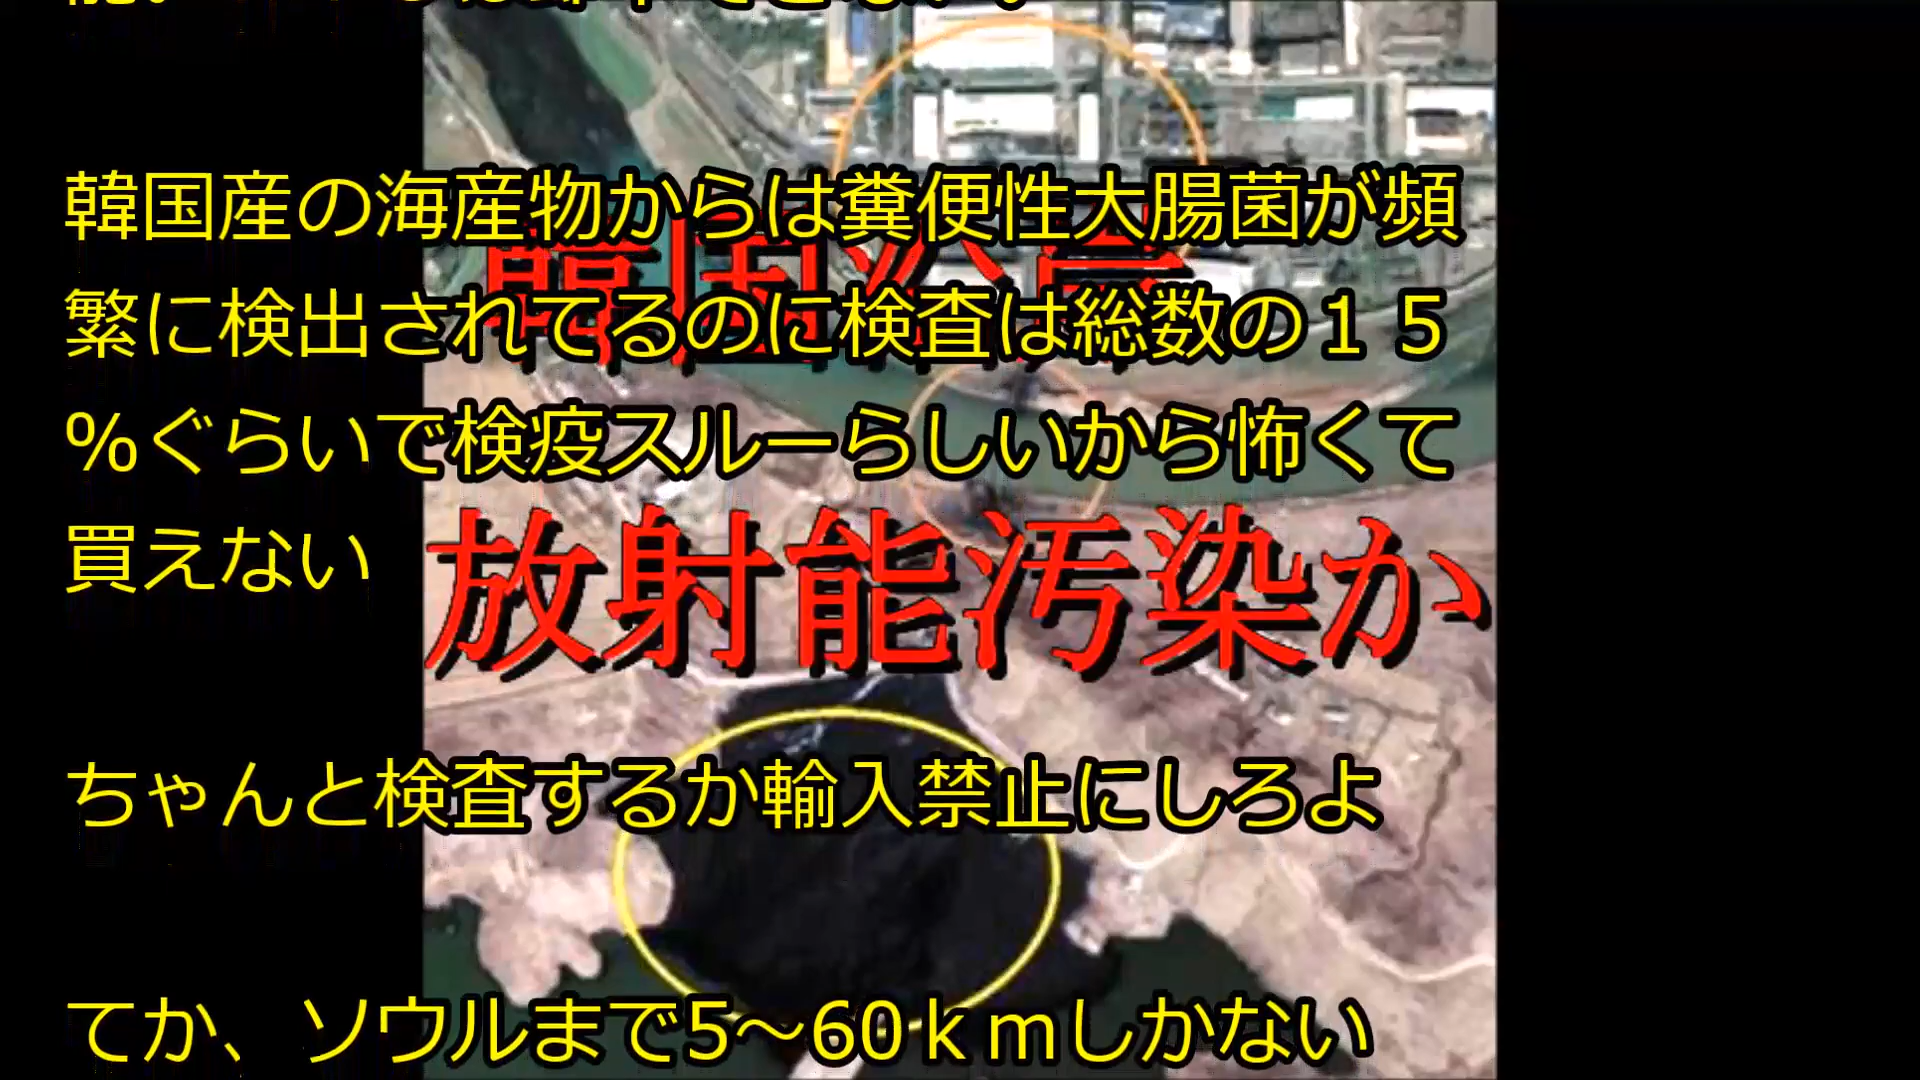 韓国産の海産物からは糞便性大腸菌が頻
繁に検出されてるのに検査は総数の１５
％ぐらいで検疫スルーらしいから怖くて
買えない
放射能汚染か
ちゃんと検査するか輸入禁止にしろよ
てか、ソウルまで5～60ｋｍしかない